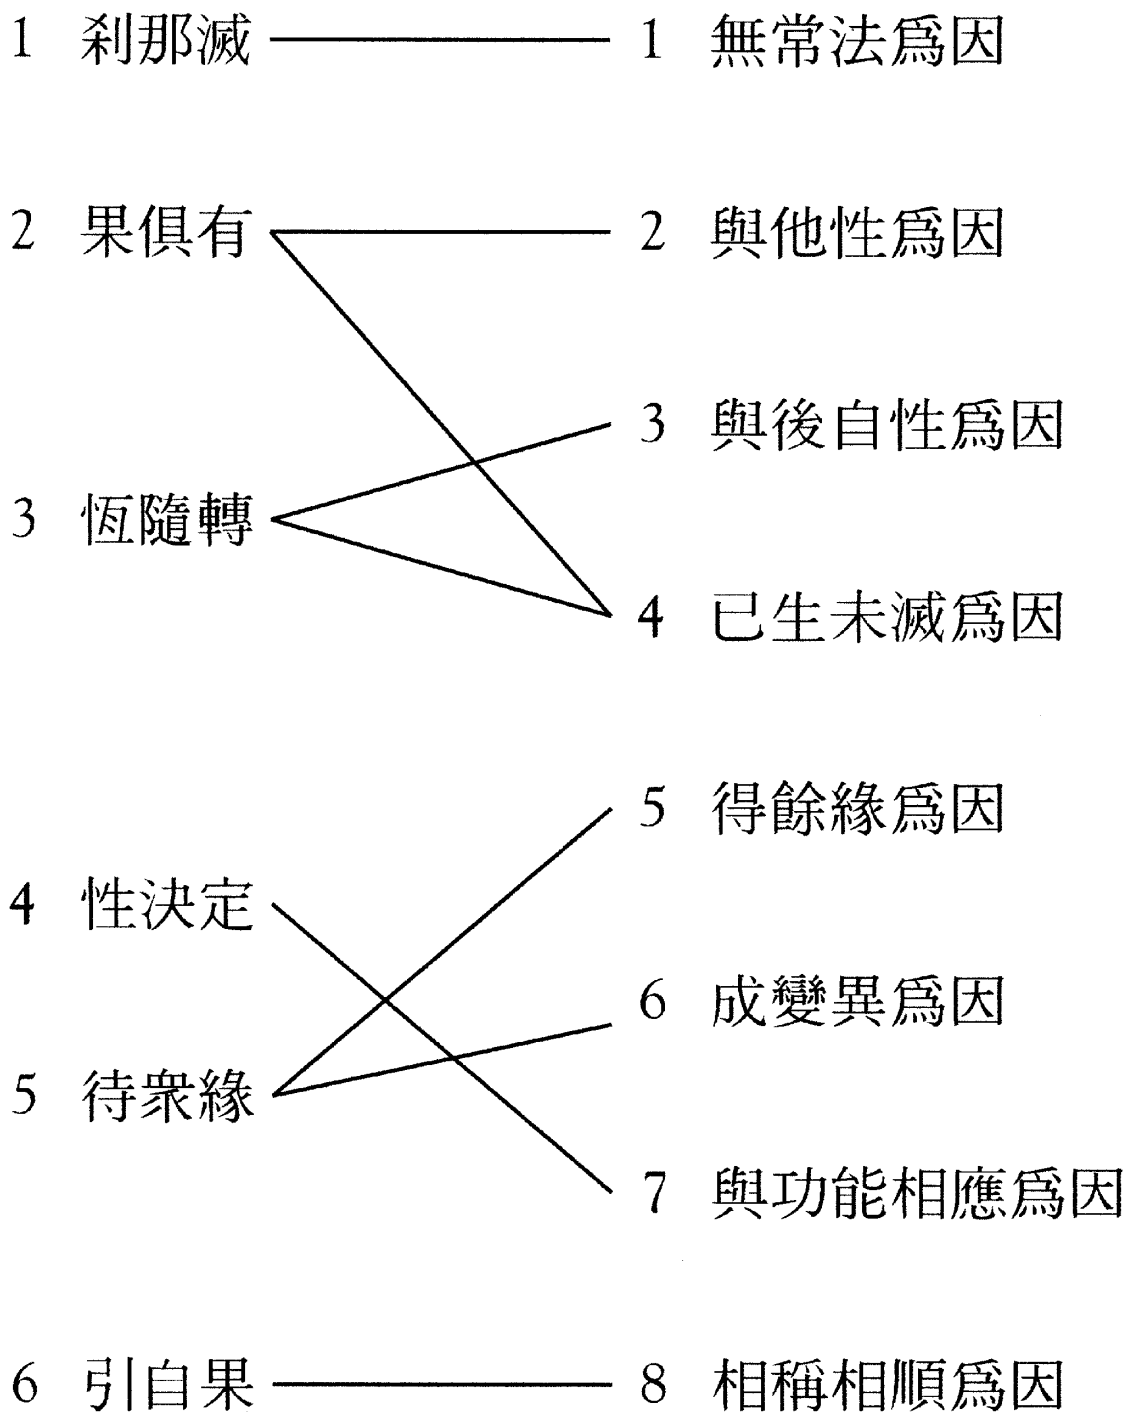 1 刹那滅 1 無常法爲因
2 果俱有 2 與他性爲因
3 與後自性爲因
3 恆隨轉
4 已生未滅爲因
5 得餘緣爲因
4 性決定
6 成變異爲因
5 待衆緣
7 與功能相應爲因
6 引自果 8 相稱相順爲因